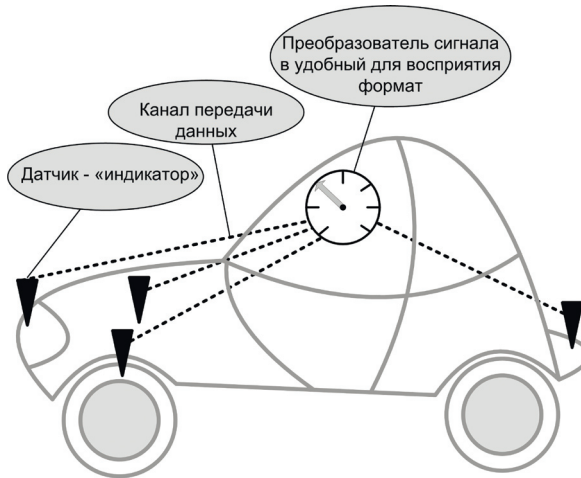 Преобразователь сигнала
в удобный для восприятия
формат
Канал передачи
данных
Датчик - «индикатор»